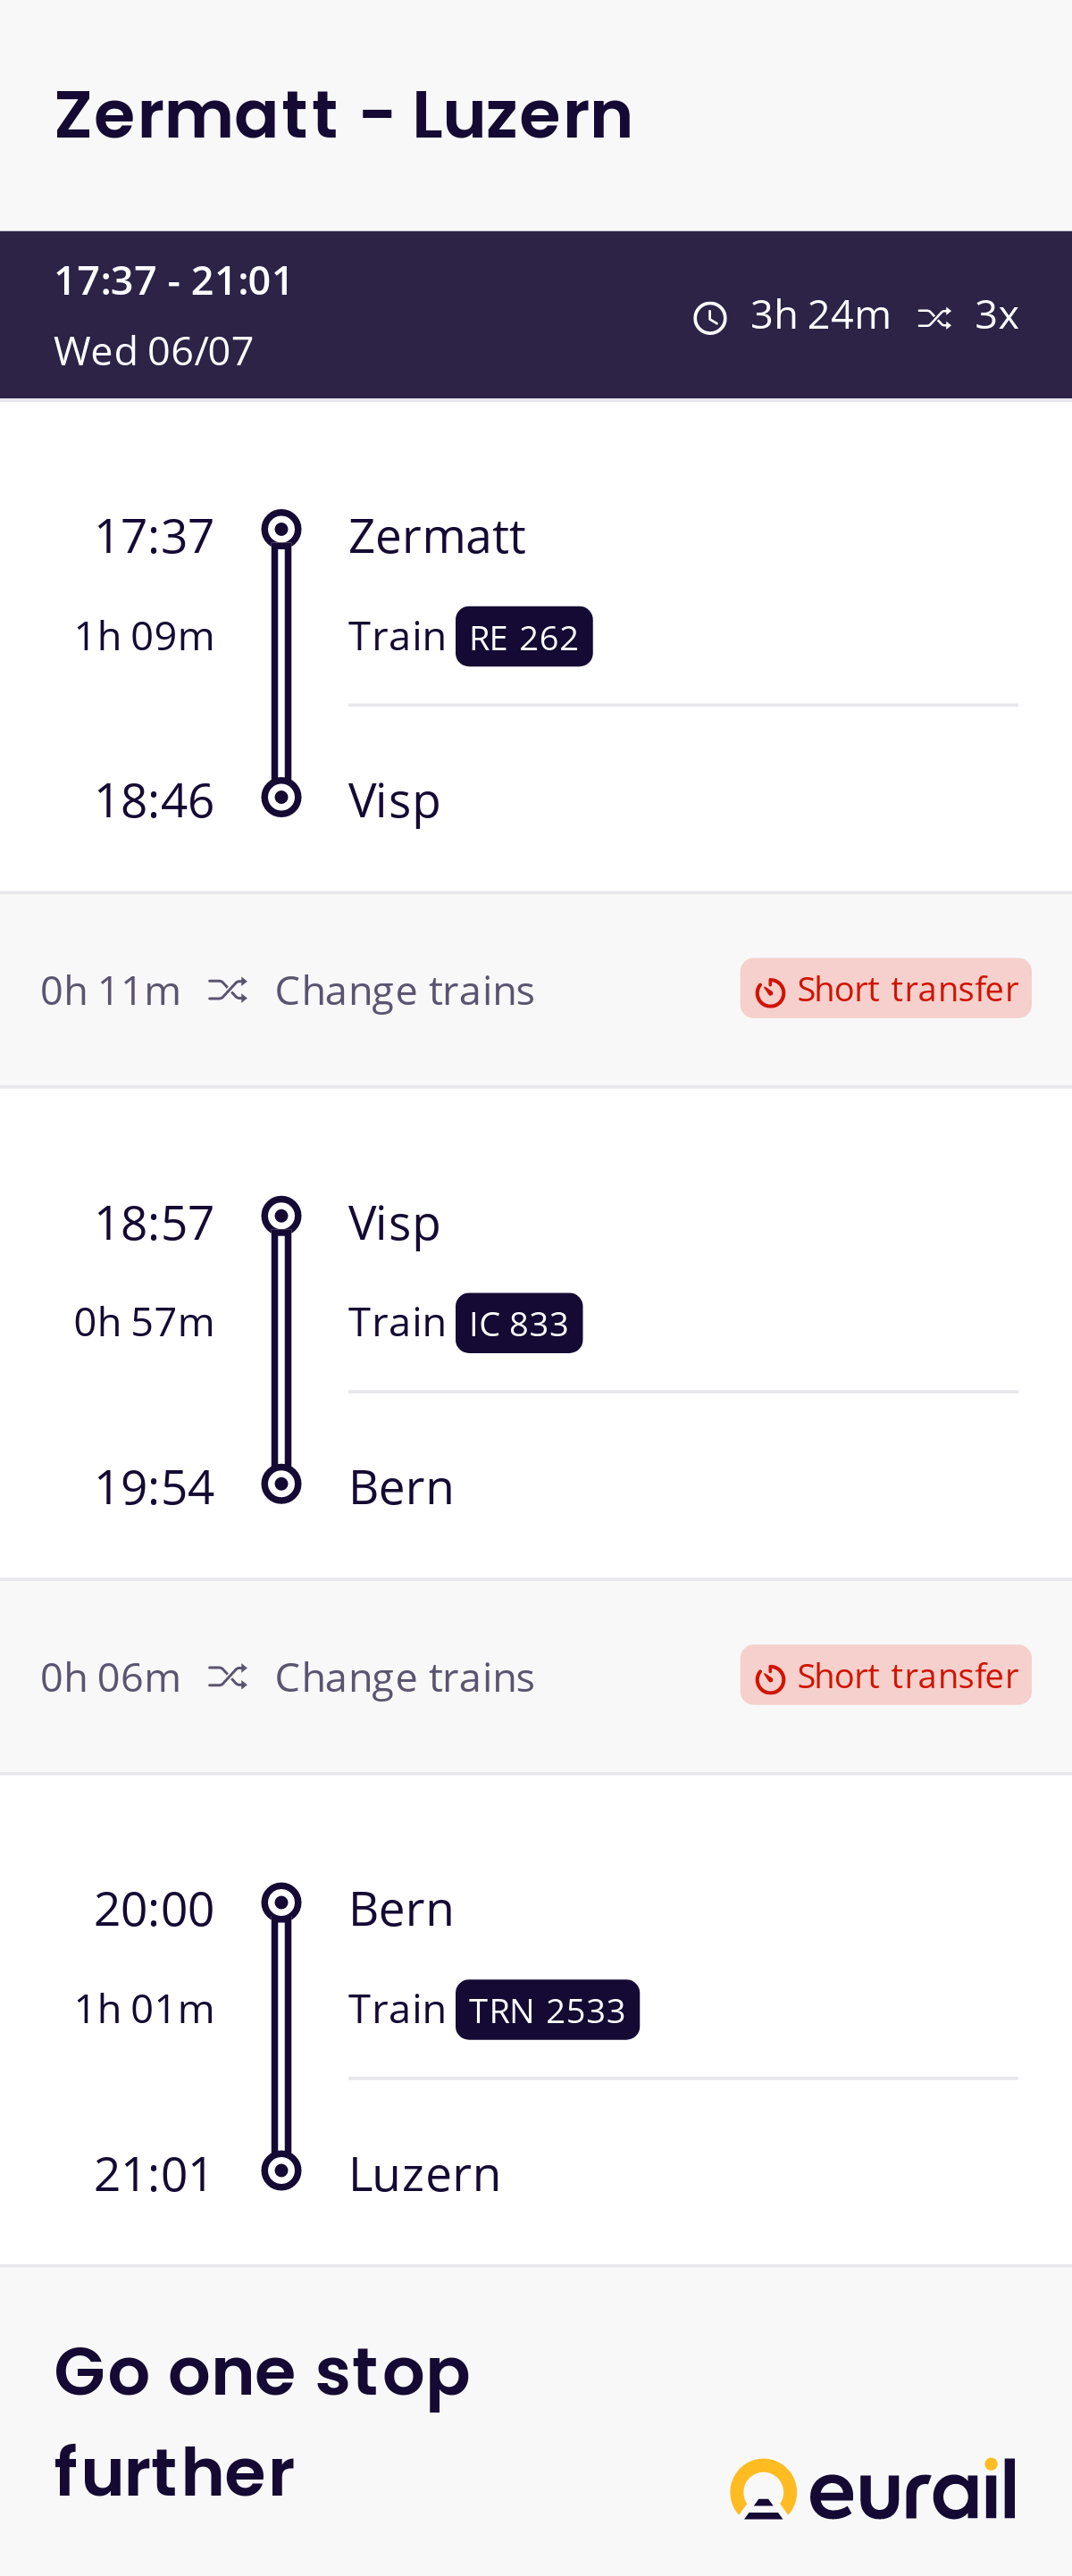 Zermatt - Luzern
17:37 - 21:01
Wed 06/07
3h 24m 3x
17:37 Zermatt
1h 09m Train RE 262
18:46 Visp
0h 11m Change trains Short transfer
18:57 Visp
0h 57m Train IC 833
19:54 Bern
0h 06m Change trains Short transfer
20:00 Bern
1h 01m Train TRN 2533
21:01 Luzern
Go one stop
further
eurail